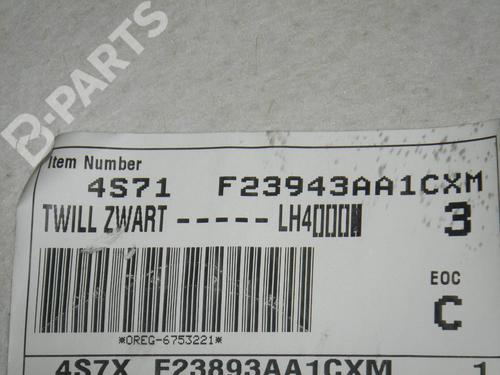 B-PARTS
Item Number
4S71 F23943AA1CXM
TWILL ZWART ----- LH4
3
EOC
C
*OREG-6753221*
4S7X F23893AA1CXM 1